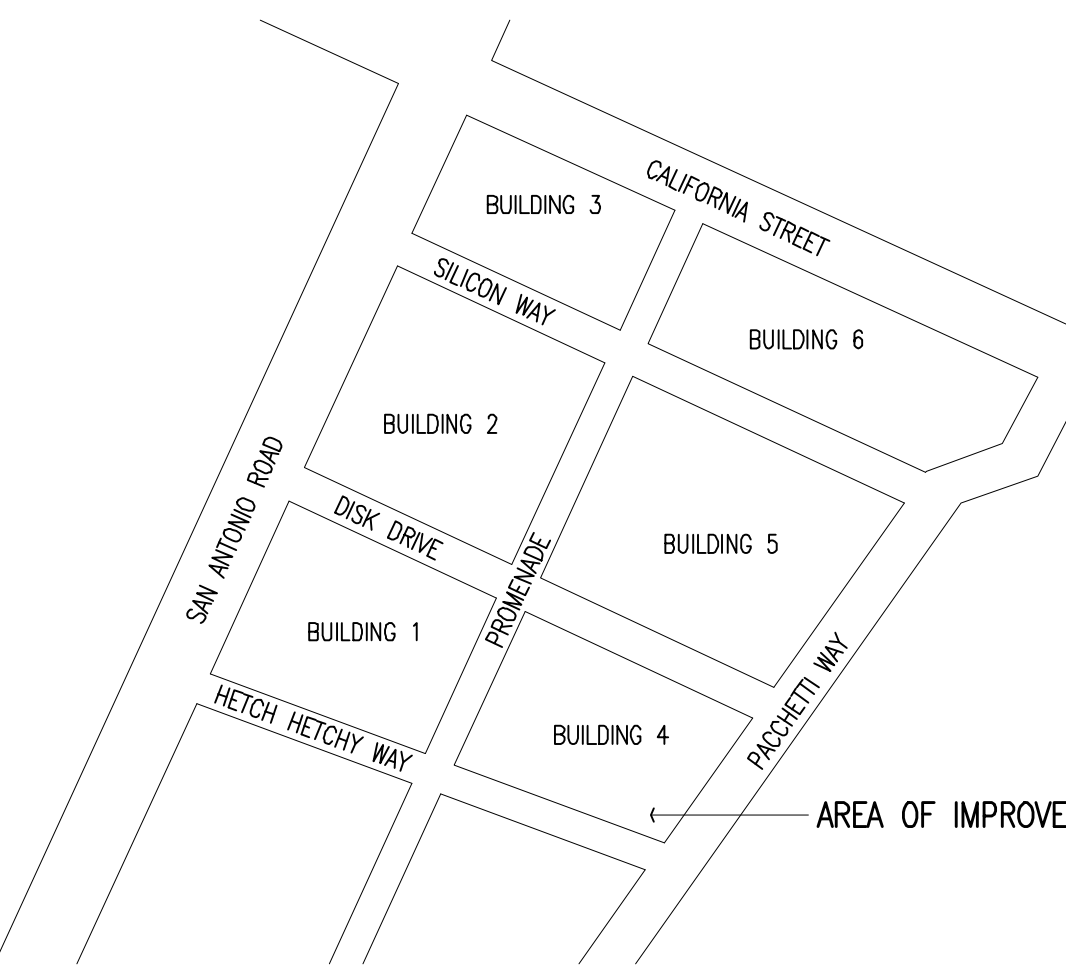 CALIFORNIA STREET
BUILDING 3
SILICON WAY
BUILDING 6
BUILDING 2
SAN ANTONIO ROAD
DISK DRIVE
PROMENADE
BUILDING 5
BUILDING 1
HETCH HETCHY WAY
BUILDING 4
PACCHETTI WAY
AREA OF IMPROVE